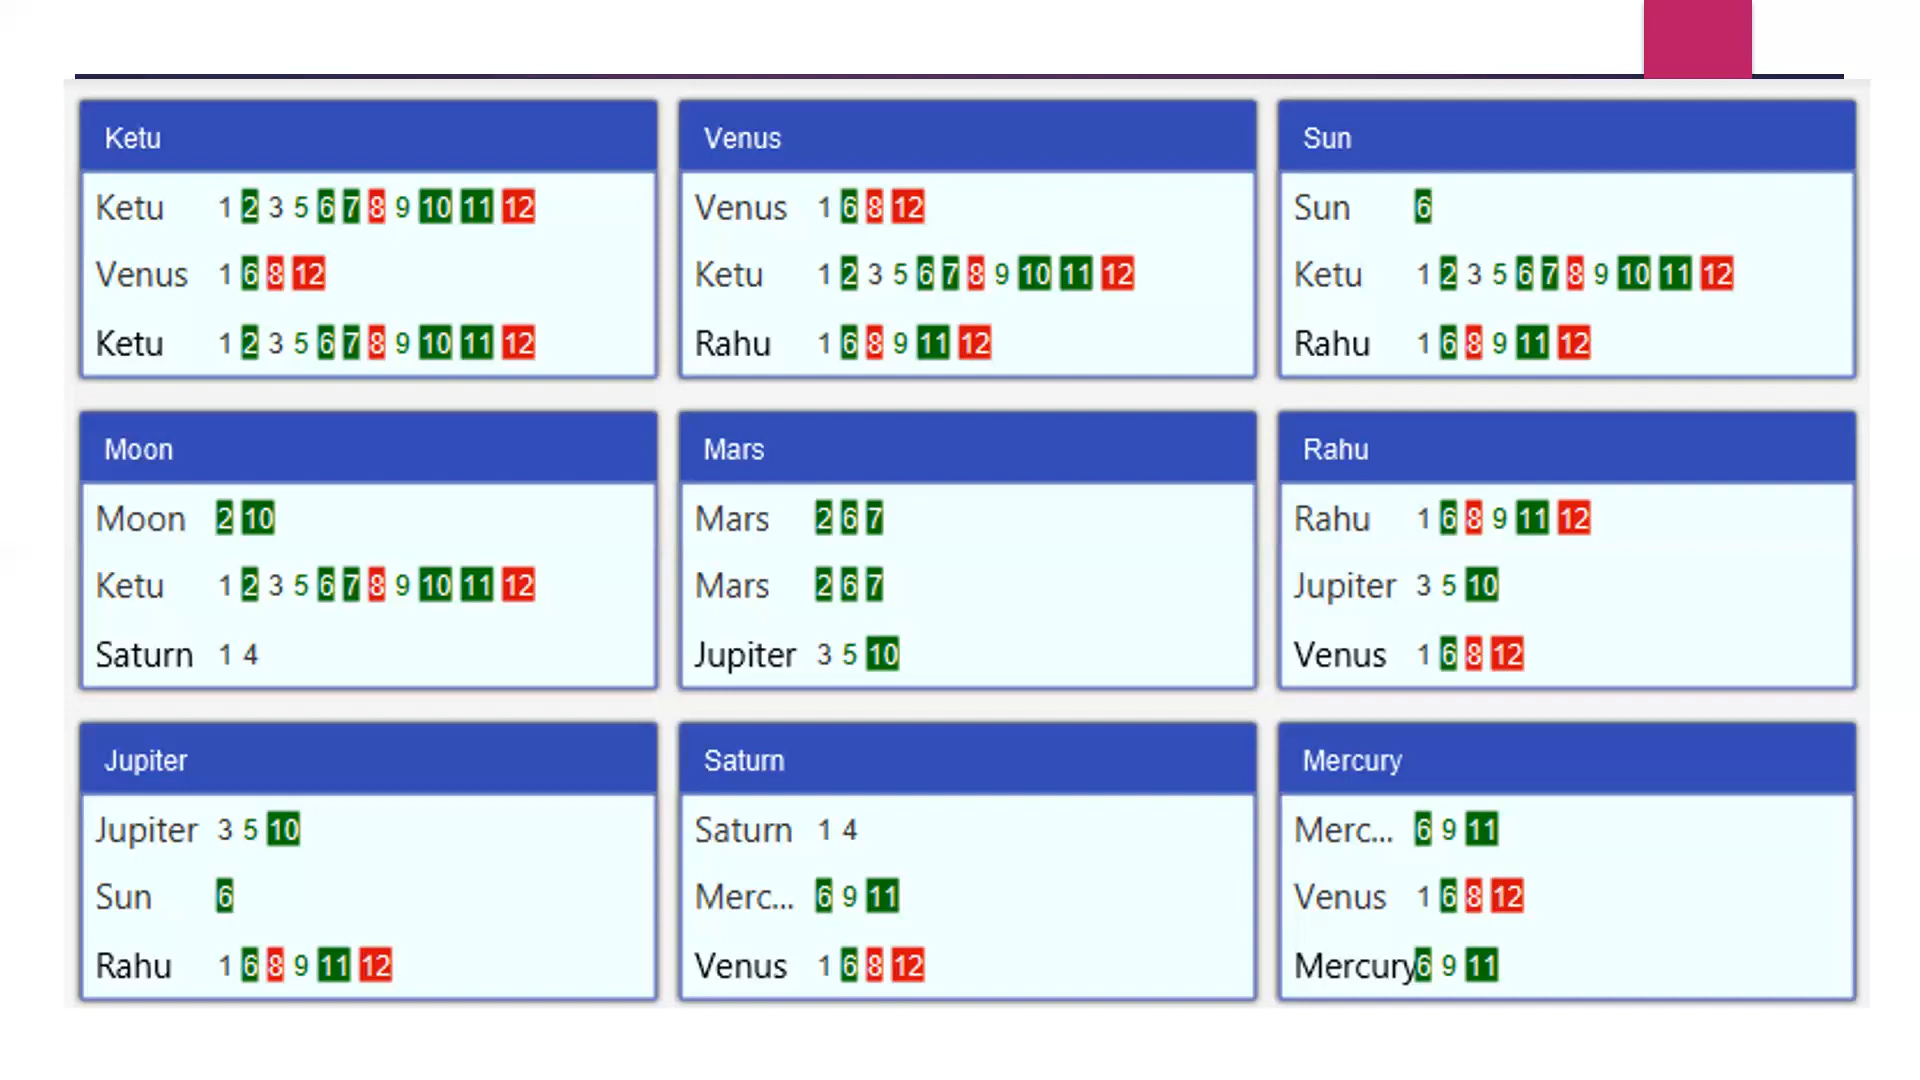 Ketu
Ketu 1 2 3 5 6 7 8 9 10 11 12
Venus 1 6 8 12
Ketu 1 2 3 5 6 7 8 9 10 11 12
Venus
Venus 1 6 8 12
Ketu 1 2 3 5 6 7 8 9 10 11 12
Rahu 1 6 8 9 11 12
Sun
Sun 6
Ketu 1 2 3 5 6 7 8 9 10 11 12
Rahu 1 6 8 9 11 12
Moon
Moon 2 10
Ketu 1 2 3 5 6 7 8 9 10 11 12
Saturn 1 4
Mars
Mars 2 6 7
Mars 2 6 7
Jupiter 3 5 10
Rahu
Rahu 1 6 8 9 11 12
Jupiter 3 5 10
Venus 1 6 8 12
Jupiter
Jupiter 3 5 10
Sun 6
Rahu 1 6 8 9 11 12
Saturn
Saturn 1 4
Merc... 6 9 11
Venus 1 6 8 12
Mercury
Merc... 6 9 11
Venus 1 6 8 12
Mercury 6 9 11